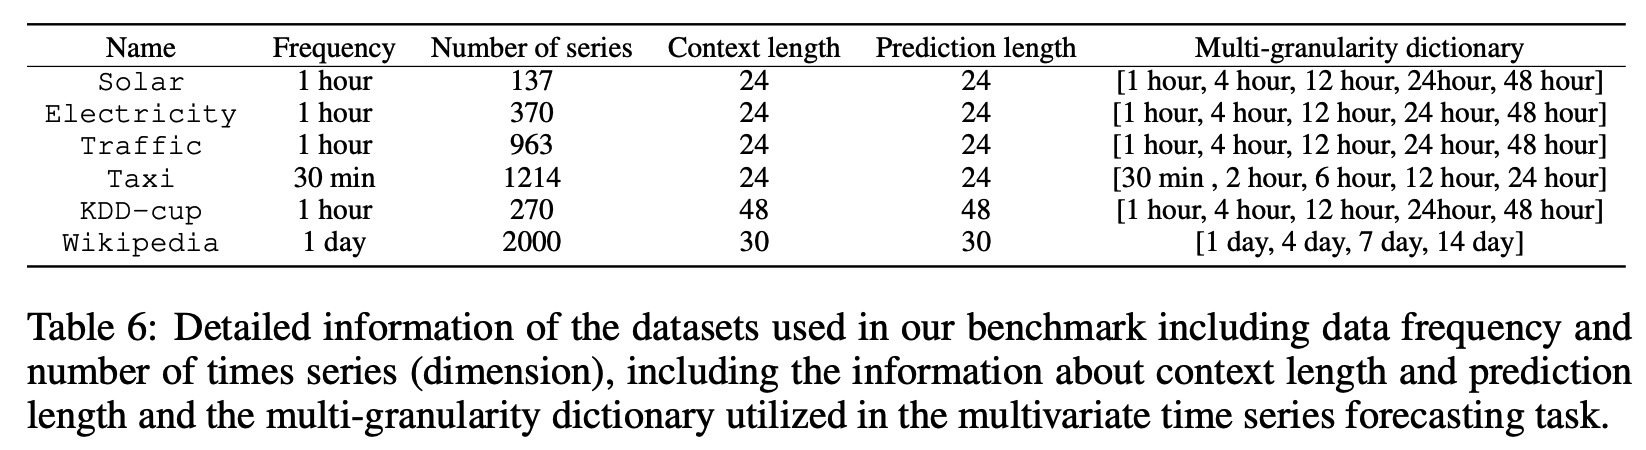 Name Frequency Number of series Context length Prediction length Multi-granularity dictionary
Solar 1 hour 137 24 24 [1 hour, 4 hour, 12 hour, 24hour, 48 hour]
Electricity 1 hour 370 24 24 [1 hour, 4 hour, 12 hour, 24 hour, 48 hour]
Traffic 1 hour 963 24 24 [1 hour, 4 hour, 12 hour, 24 hour, 48 hour]
Taxi 30 min 1214 24 24 [30 min , 2 hour, 6 hour, 12 hour, 24 hour]
KDD-cup 1 hour 270 48 48 [1 hour, 4 hour, 12 hour, 24hour, 48 hour]
Wikipedia 1 day 2000 30 30 [1 day, 4 day, 7 day, 14 day]
Table 6: Detailed information of the datasets used in our benchmark including data frequency and
number of times series (dimension), including the information about context length and prediction
length and the multi-granularity dictionary utilized in the multivariate time series forecasting task.